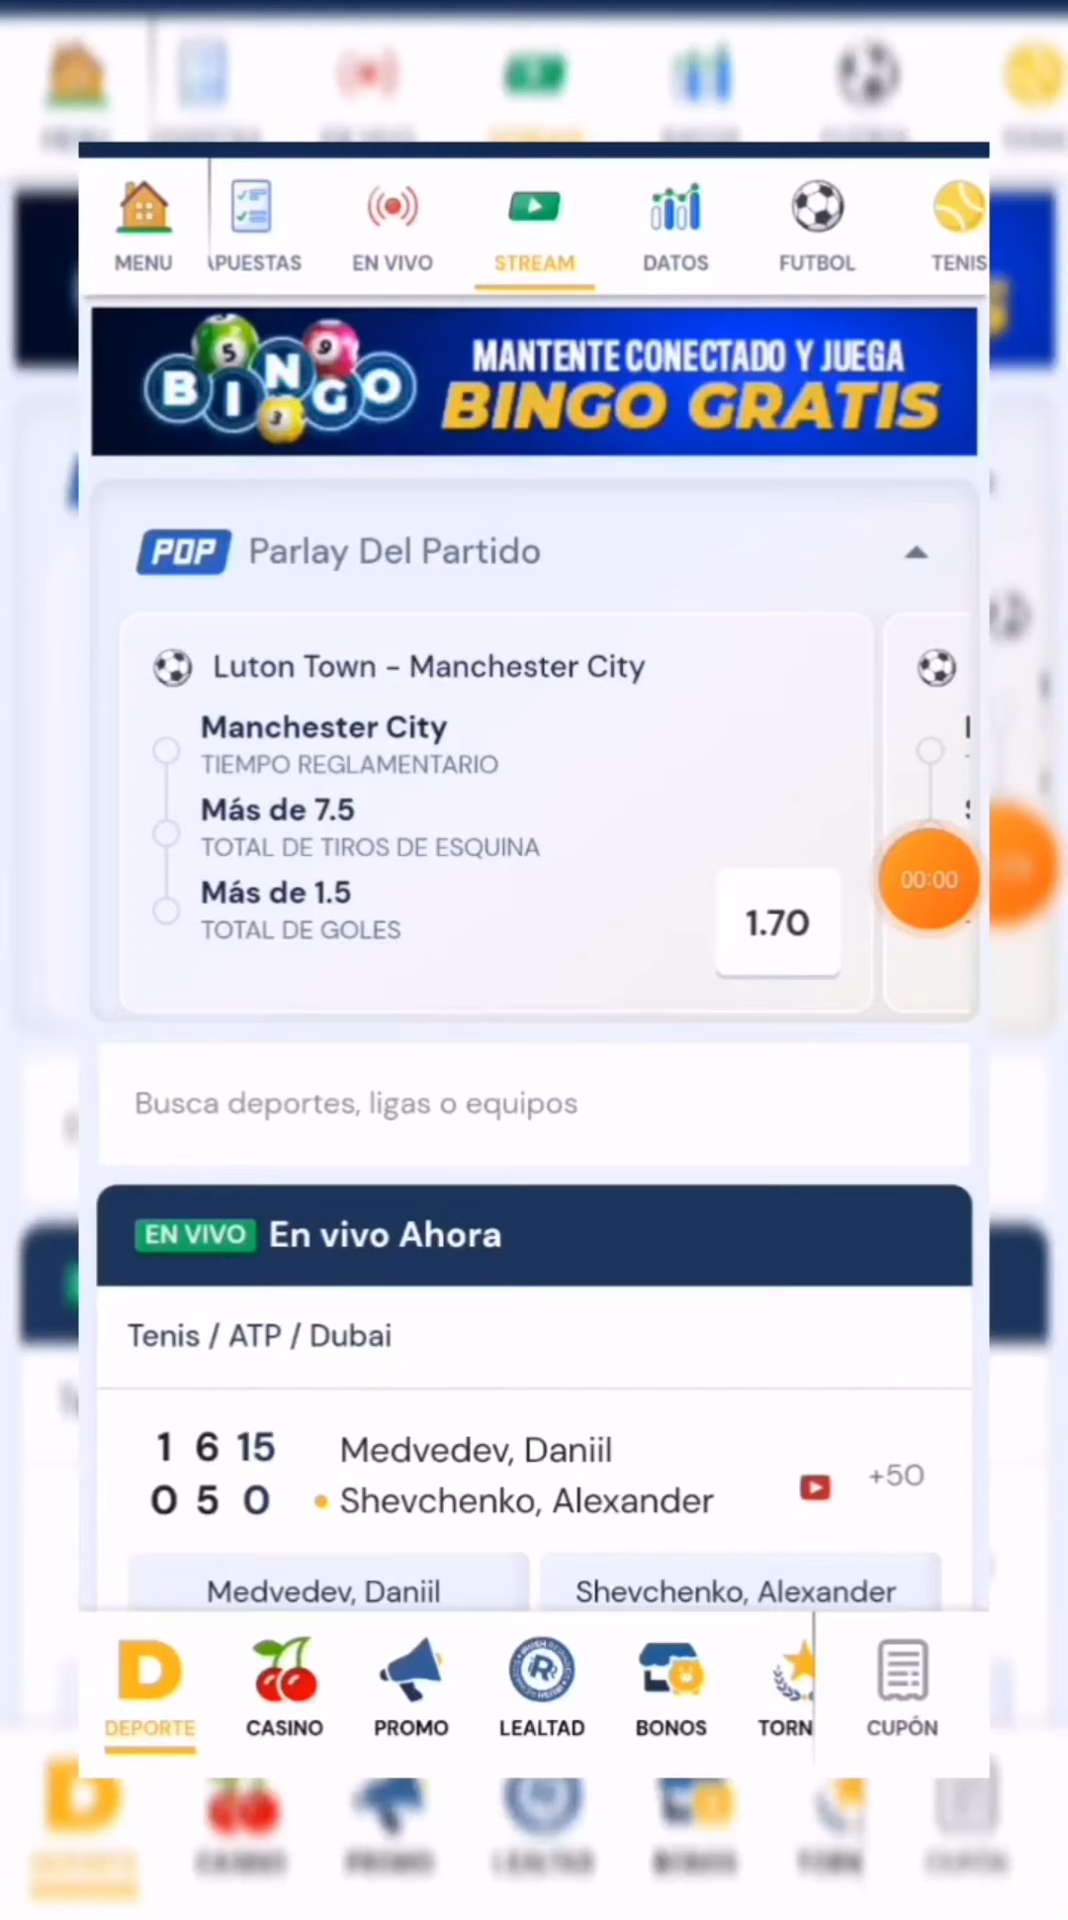 MENU
APUESTAS
EN VIVO
STREAM
DATOS
FUTBOL
TENIS
BINGO
5
9
3
MANTENTE CONECTADO Y JUEGA
BINGO GRATIS
POP Parlay Del Partido
Luton Town - Manchester City
Manchester City
TIEMPO REGLAMENTARIO
Más de 7.5
TOTAL DE TIROS DE ESQUINA
Más de 1.5
TOTAL DE GOLES
1.70
00:00
Busca deportes, ligas o equipos
EN VIVO En vivo Ahora
Tenis / ATP / Dubai
1 6 15 Medvedev, Daniil
0 5 0 Shevchenko, Alexander
+50
Medvedev, Daniil
Shevchenko, Alexander
D
DEPORTE
CASINO
PROMO
R
LEALTAD
BONOS
TORN
CUPÓN